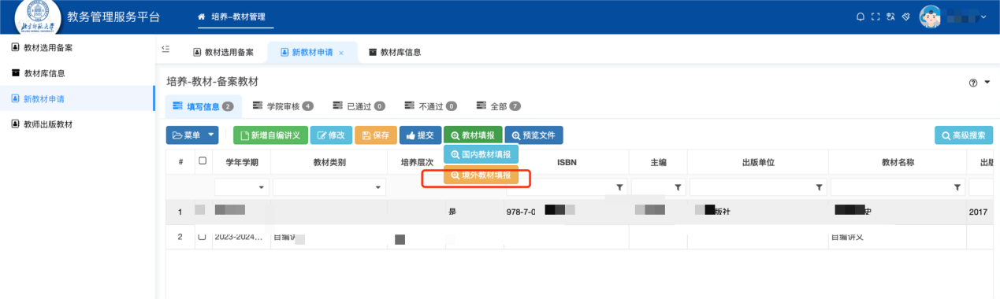 北京师范大学
教务管理服务平台
培养-教材管理
教材选用备案
教材库信息
新教材申请
教师出版教材
教材选用备案 新教材申请 × 教材库信息
培养-教材-备案教材
填写信息 2 学院审核 4 已通过 0 不通过 0 全部 7
菜单 新增自编讲义 修改 保存 提交 教材填报 预览文件 高级搜索
国内教材填报
境外教材填报
# 学年学期 教材类别 培养层次 ISBN 主编 出版单位 教材名称 出版
1 是 978-7-0 版社 史 2017
2 2023-2024... 自编讲 自编讲义